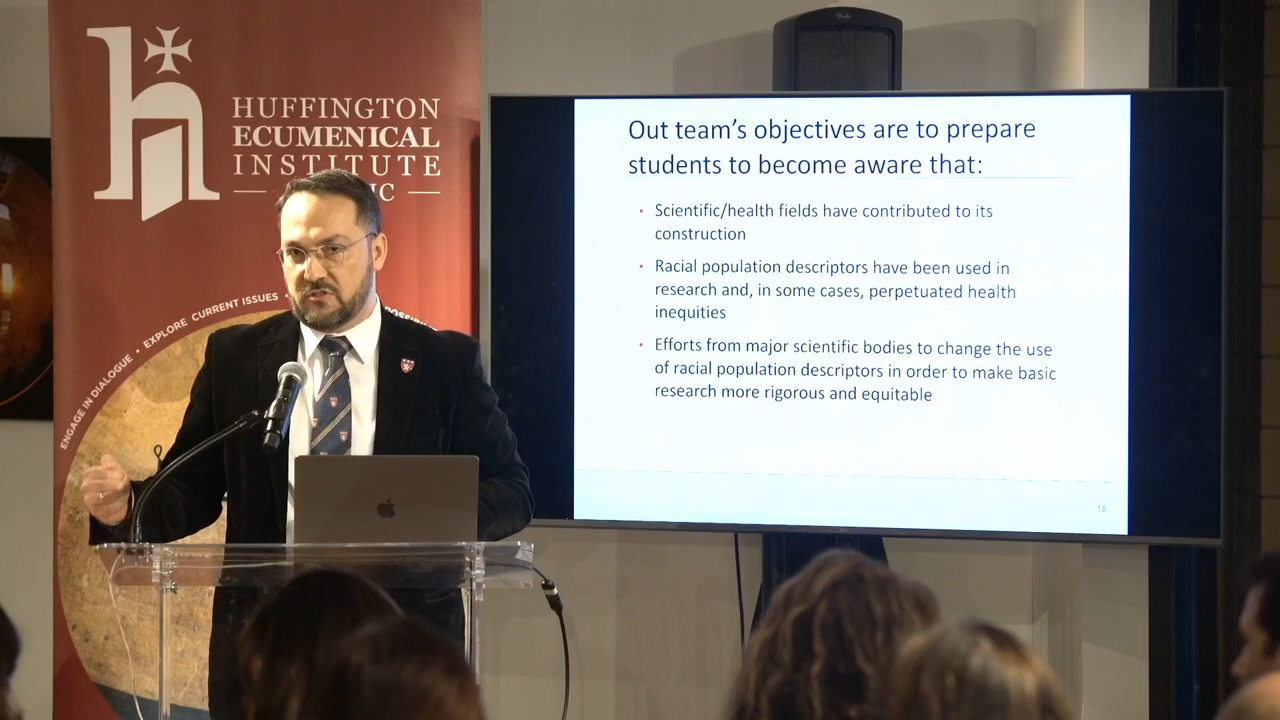 HUFFINGTON
ECUMENICAL
INSTITUTE
ENGAGE IN DIALOGUE • EXPLORE CURRENT ISSUES •
Out team's objectives are to prepare
students to become aware that:
• Scientific/health fields have contributed to its
construction
• Racial population descriptors have been used in
research and, in some cases, perpetuated health
inequities
• Efforts from major scientific bodies to change the use
of racial population descriptors in order to make basic
research more rigorous and equitable
18